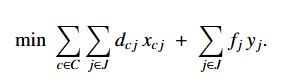 min ∑_{c∈C} ∑_{j∈J} d_{cj} x_{cj} + ∑_{j∈J} f_j y_j.